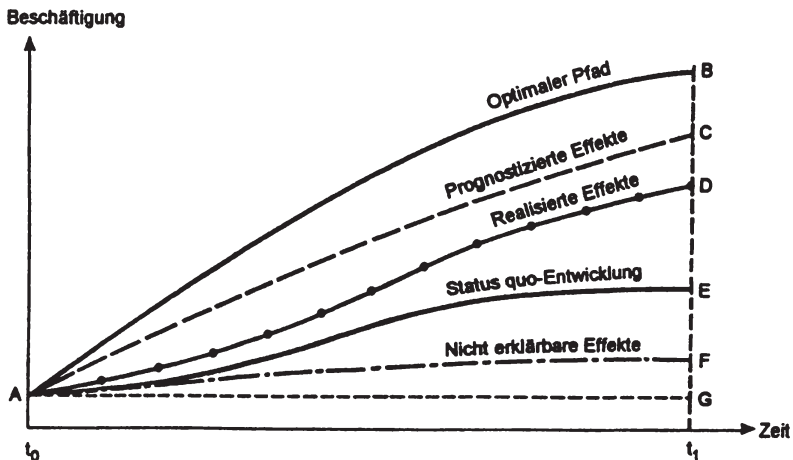 Beschäftigung
B
Optimaler Pfad
C
Prognostizierte Effekte
D
Realisierte Effekte
Status quo-Entwicklung
E
Nicht erklärbare Effekte
F
A
G
Zeit
t₀
t₁